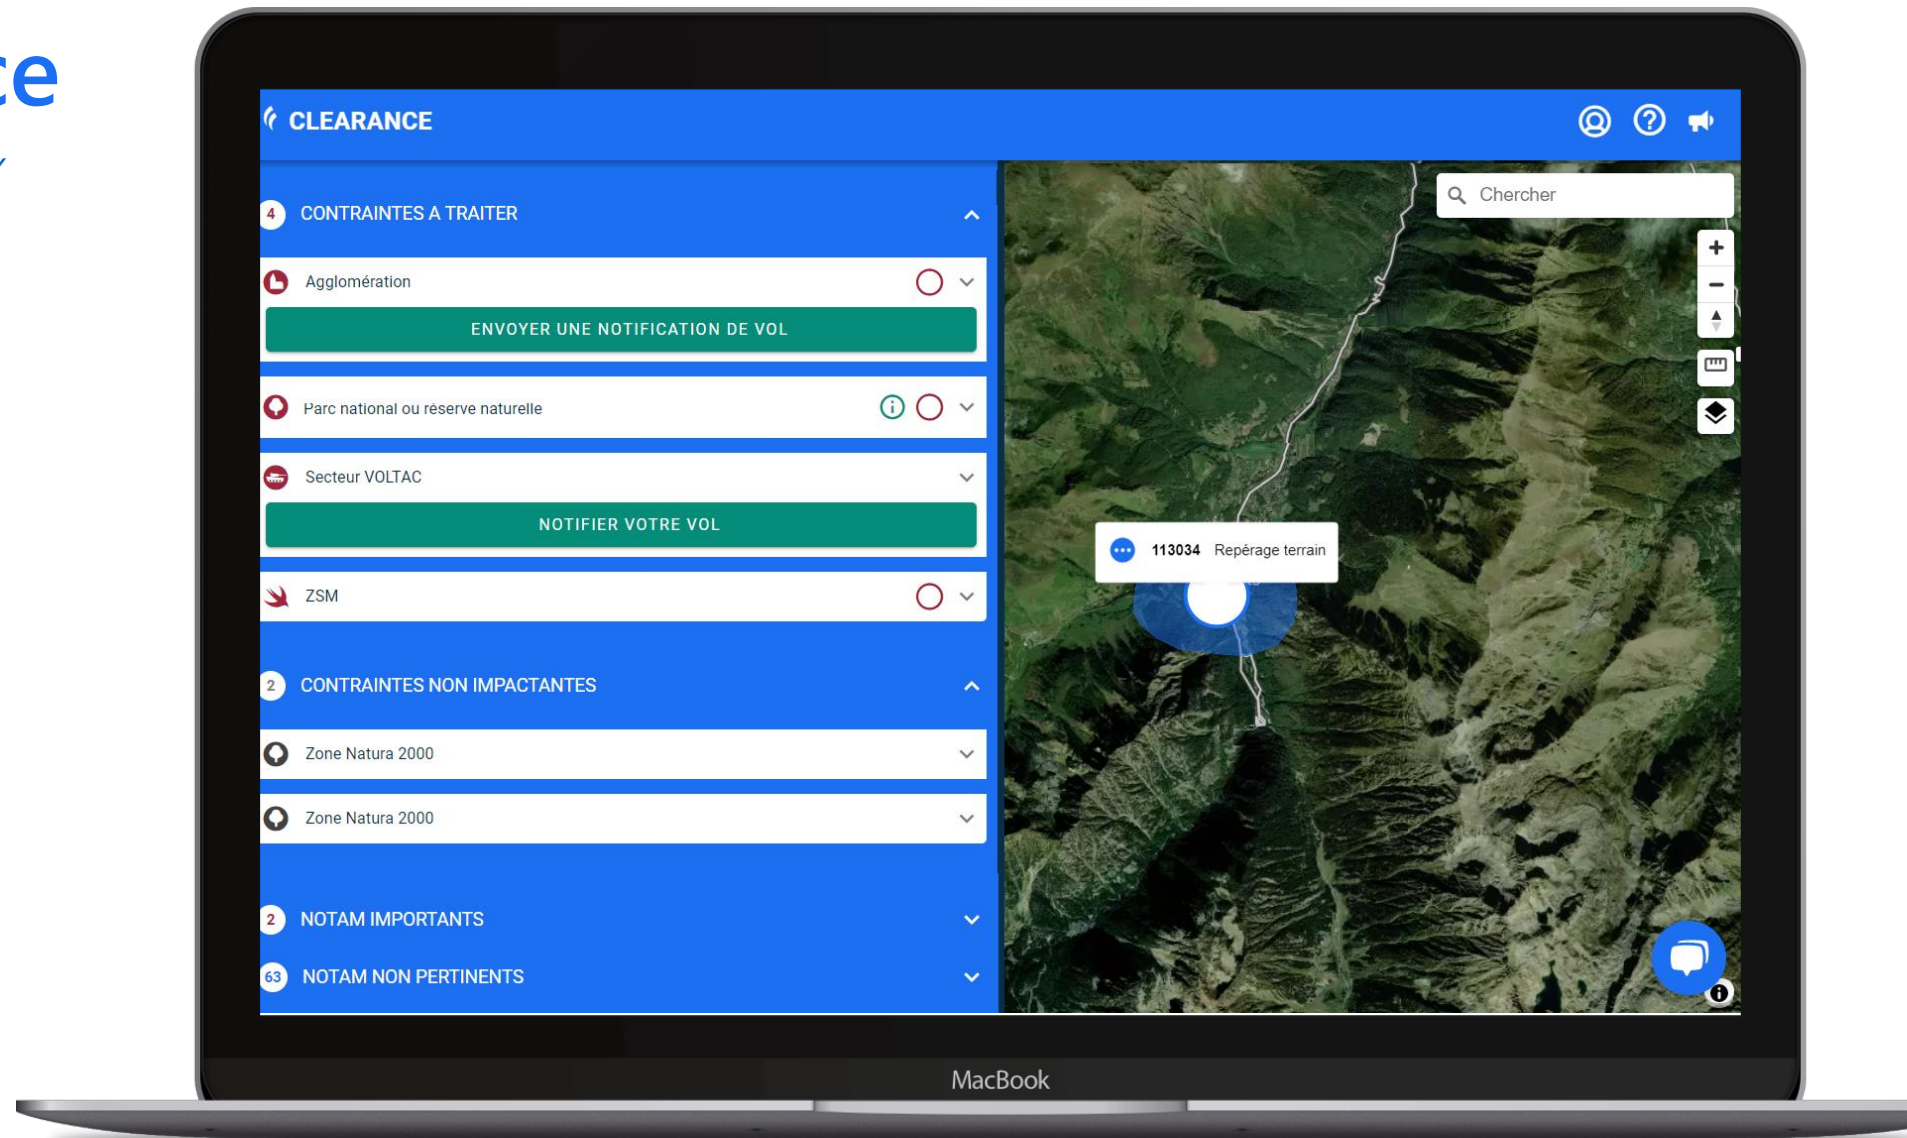 ce
CLEARANCE
4 CONTRAINTES A TRAITER
Agglomération
ENVOYER UNE NOTIFICATION DE VOL
Parc national ou réserve naturelle
Secteur VOLTAC
NOTIFIER VOTRE VOL
ZSM
2 CONTRAINTES NON IMPACTANTES
Zone Natura 2000
Zone Natura 2000
2 NOTAM IMPORTANTS
63 NOTAM NON PERTINENTS
Chercher
113034 Repérage terrain
MacBook